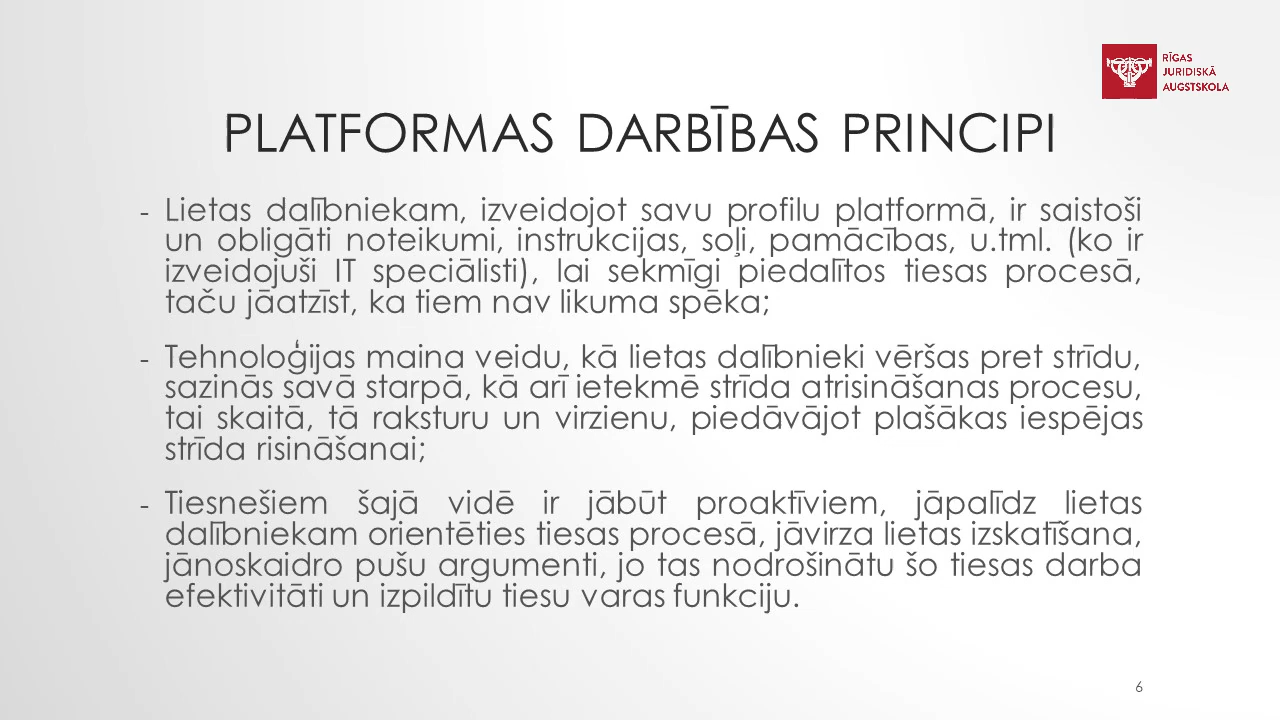 RĪGAS
JURIDISKĀ
AUGSTSKOLA
PLATFORMAS DARBĪBAS PRINCIPI
- Lietas dalībniekam, izveidojot savu profilu platformā, ir saistoši
un obligāti noteikumi, instrukcijas, soļi, pamācības, u.tml. (ko ir
izveidojuši IT speciālisti), lai sekmīgi piedalītos tiesas procesā,
taču jāatzīst, ka tiem nav likuma spēka;
- Tehnoloģijas maina veidu, kā lietas dalībnieki vēršas pret strīdu,
sazinās savā starpā, kā arī ietekmē strīda atrisināšanas procesu,
tai skaitā, tā raksturu un virzienu, piedāvājot plašākas iespējas
strīda risināšanai;
- Tiesnešiem šajā vidē ir jābūt proaktīviem, jāpalīdz lietas
dalībniekam orientēties tiesas procesā, jāvirza lietas izskatīšana,
jānoskaidro pušu argumenti, jo tas nodrošinātu šo tiesas darba
efektivitāti un izpildītu tiesu varas funkciju.
6